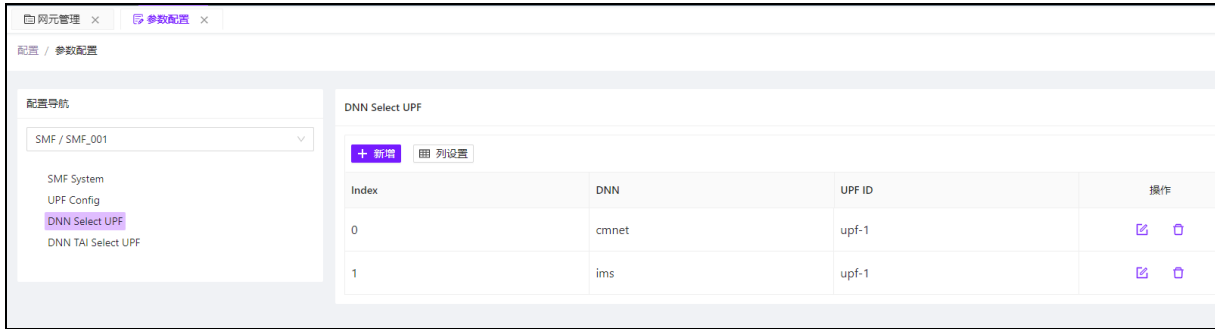 网元管理 × 参数配置 ×
配置 / 参数配置
配置导航
SMF / SMF_001
SMF System
UPF Config
DNN Select UPF
DNN TAI Select UPF
DNN Select UPF
+ 新增 列设置
Index DNN UPF ID 操作
0 cmnet upf-1
1 ims upf-1